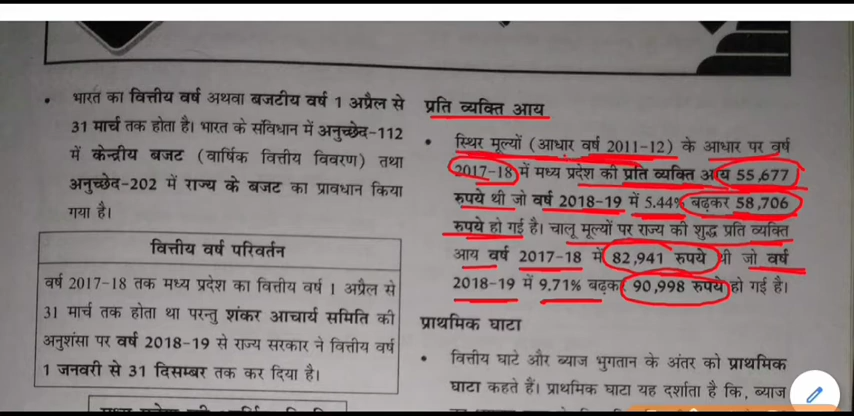 • भारत का वित्तीय वर्ष अथवा बजटीय वर्ष 1 अप्रैल से
31 मार्च तक होता है। भारत के संविधान में अनुच्छेद-112
में केन्द्रीय बजट (वार्षिक वित्तीय विवरण) तथा
अनुच्छेद-202 में राज्य के बजट का प्रावधान किया
गया है।
वित्तीय वर्ष परिवर्तन
वर्ष 2017-18 तक मध्य प्रदेश का वित्तीय वर्ष 1 अप्रैल से
31 मार्च तक होता था परन्तु शंकर आचार्य समिति की
अनुशंसा पर वर्ष 2018-19 से राज्य सरकार ने वित्तीय वर्ष
1 जनवरी से 31 दिसम्बर तक कर दिया है।
प्रति व्यक्ति आय
• स्थिर मूल्यों (आधार वर्ष 2011-12) के आधार पर वर्ष
2017-18 में मध्य प्रदेश की प्रति व्यक्ति आय 55,677
रुपये थी जो वर्ष 2018-19 में 5.44% बढ़कर 58,706
रुपये हो गई है। चालू मूल्यों पर राज्य की शुद्ध प्रति व्यक्ति
आय वर्ष 2017-18 में 82,941 रुपये थी जो वर्ष
2018-19 में 9.71% बढ़कर 90,998 रुपये हो गई है।
प्राथमिक घाटा
• वित्तीय घाटे और ब्याज भुगतान के अंतर को प्राथमिक
घाटा कहते हैं। प्राथमिक घाटा यह दर्शाता है कि, ब्याज